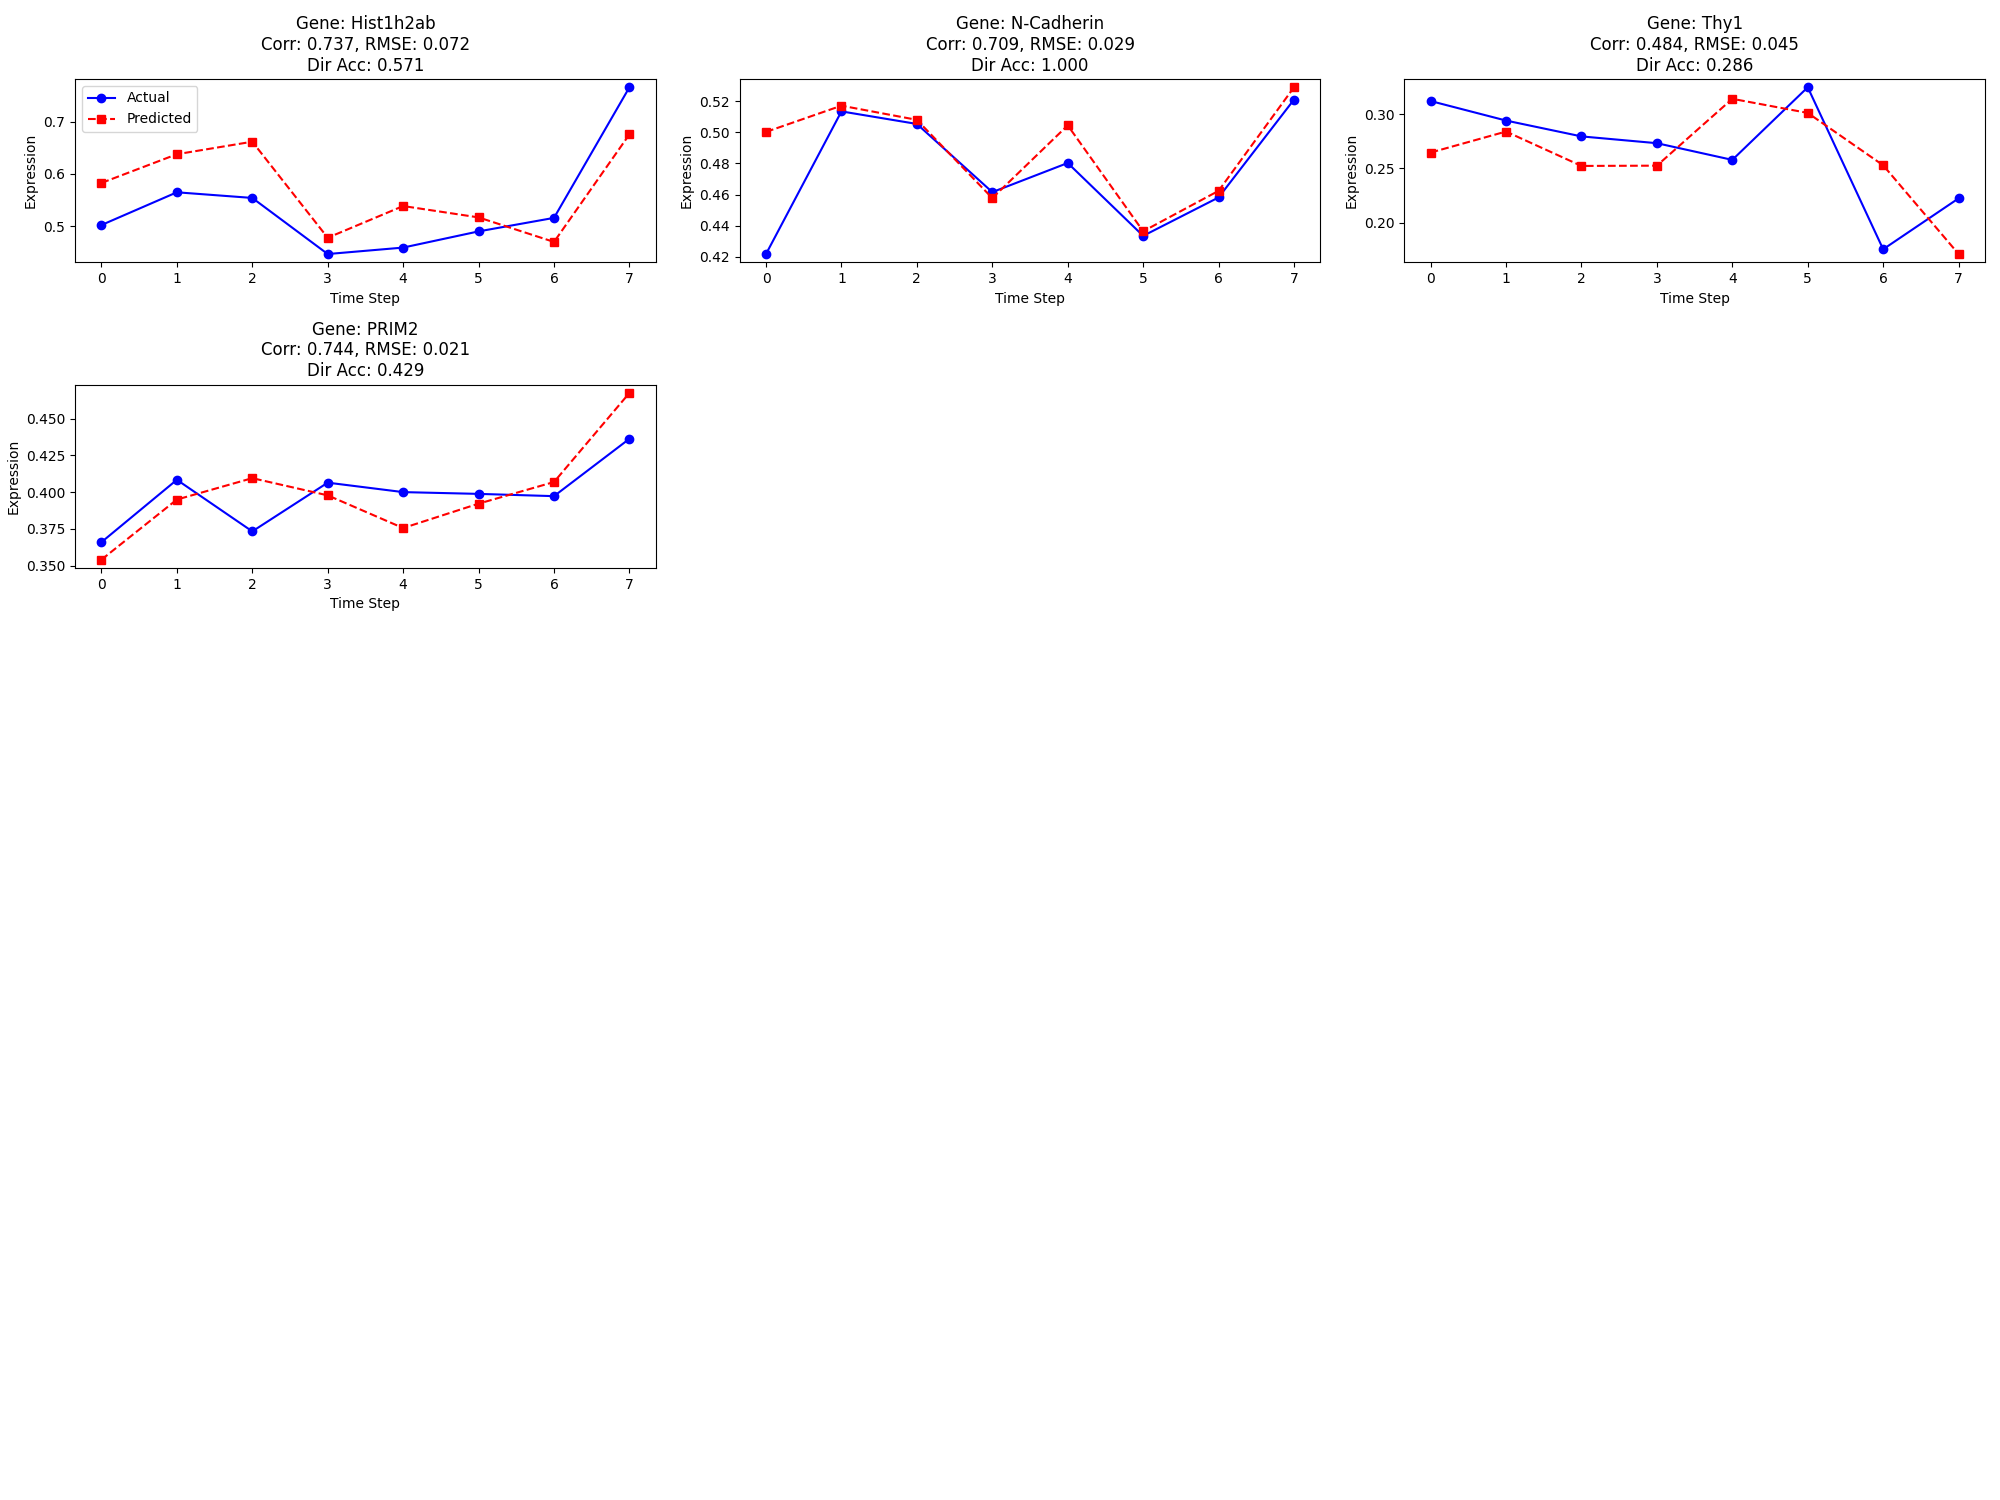 Gene: Hist1h2ab
Corr: 0.737, RMSE: 0.072
Dir Acc: 0.571
Actual
Predicted
Expression
0.7
0.6
0.5
0 1 2 3 4 5 6 7
Time Step
Gene: N-Cadherin
Corr: 0.709, RMSE: 0.029
Dir Acc: 1.000
Expression
0.52
0.50
0.48
0.46
0.44
0.42
0 1 2 3 4 5 6 7
Time Step
Gene: Thy1
Corr: 0.484, RMSE: 0.045
Dir Acc: 0.286
Expression
0.30
0.25
0.20
0 1 2 3 4 5 6 7
Time Step
Gene: PRIM2
Corr: 0.744, RMSE: 0.021
Dir Acc: 0.429
Expression
0.450
0.425
0.400
0.375
0.350
0 1 2 3 4 5 6 7
Time Step